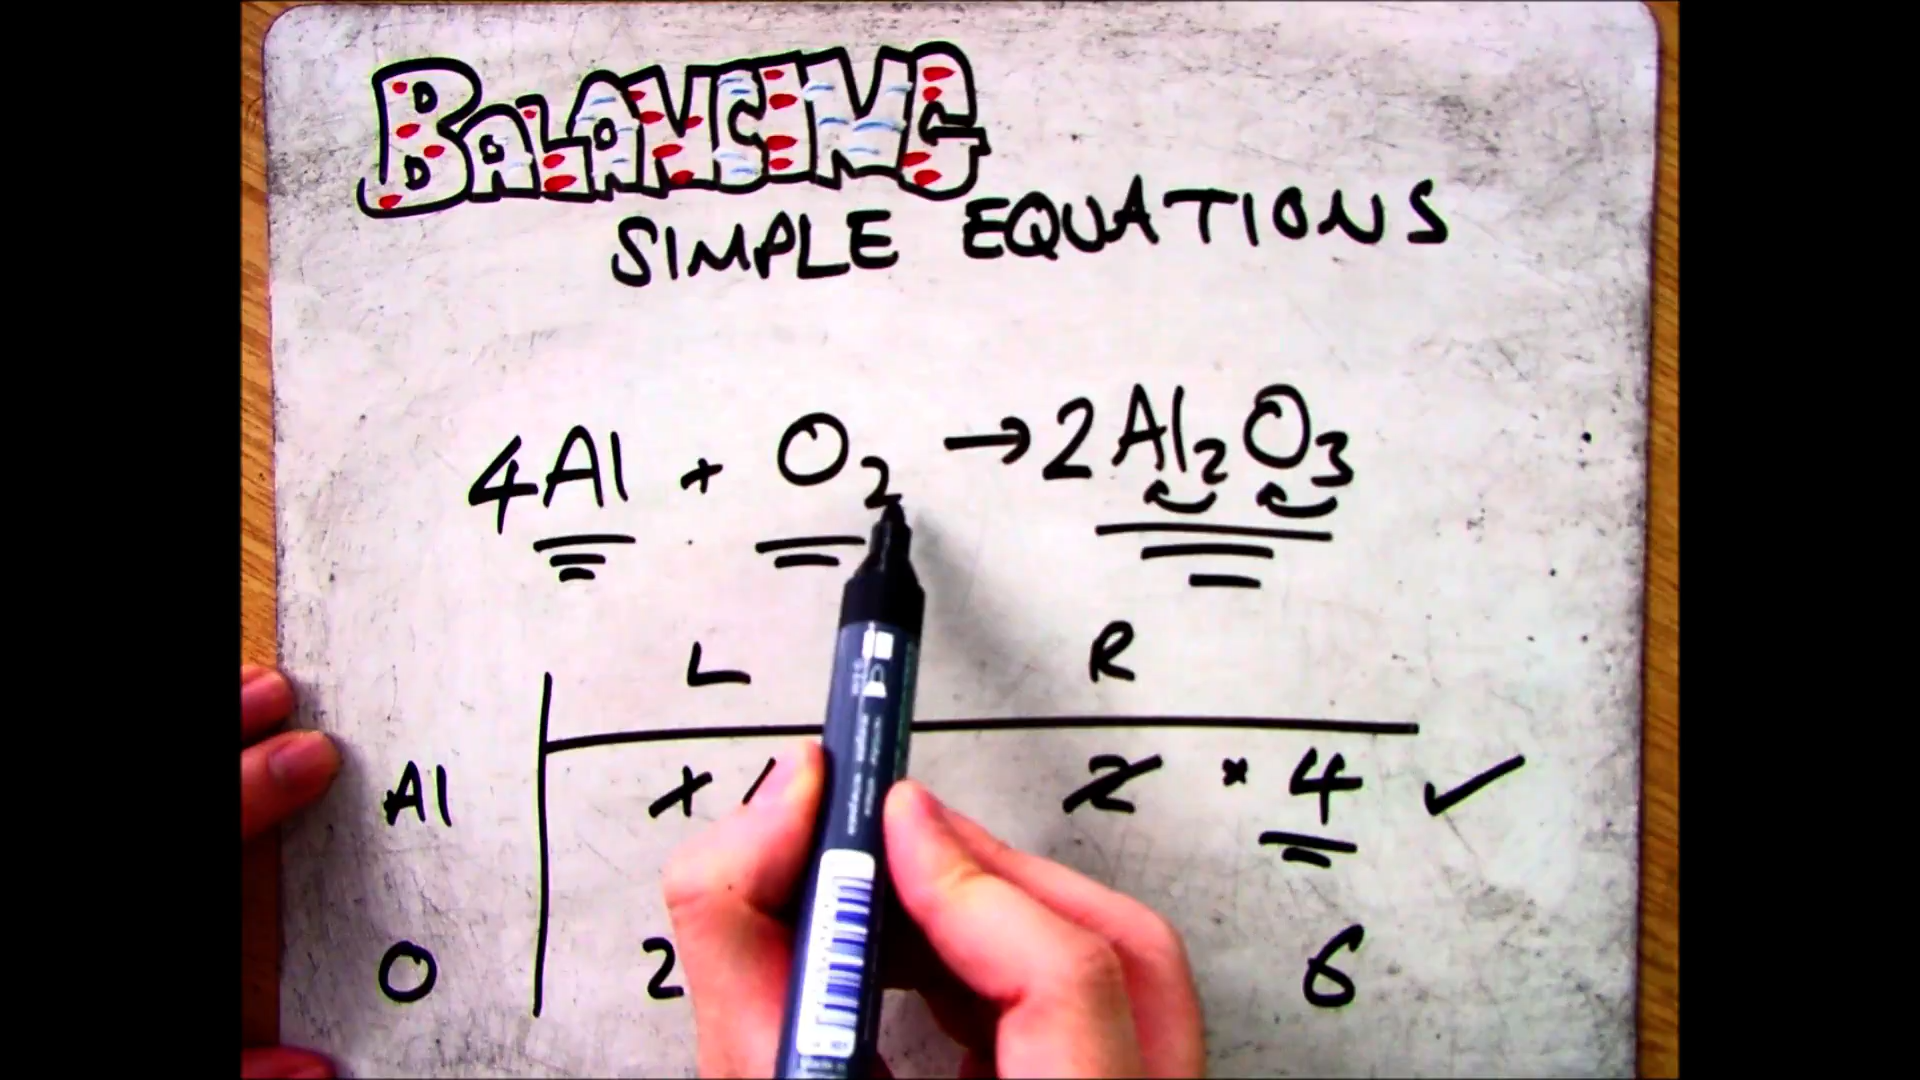 BALANCING
SIMPLE EQUATIONS
4Al + O₂ → 2Al₂O₃
L R
Al 2 × 4 ✓
O 2 6